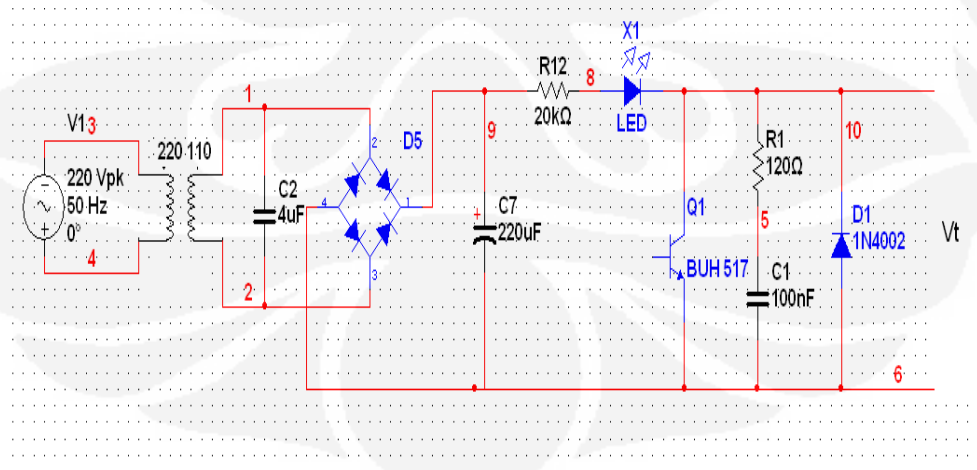 V1
3
220 Vpk
50 Hz
0°
4
220 110
1
2
C2
4uF
D5
2
4
1
3
9
C7
+
220uF
R12
20kΩ
8
X1
LED
Q1
BUH 517
R1
120Ω
5
C1
100nF
10
D1
1N4002
Vt
6